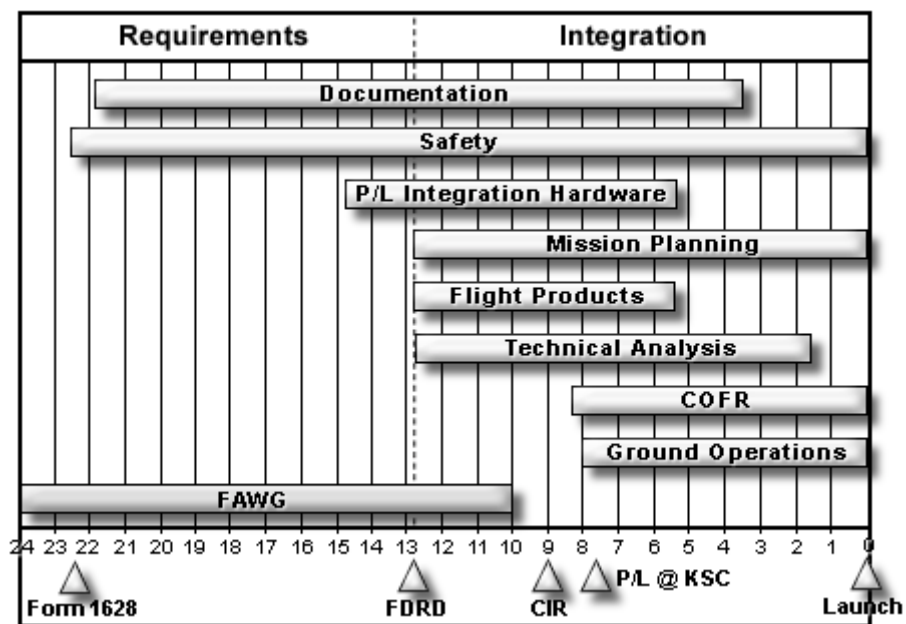 Requirements Integration
Documentation
Safety
P/L Integration Hardware
Mission Planning
Flight Products
Technical Analysis
COFR
Ground Operations
FAWG
24 23 22 21 20 19 18 17 16 15 14 13 12 11 10 9 8 7 6 5 4 3 2 1 0
P/L @ KSC
Form 1628 FDRD CIR Launch